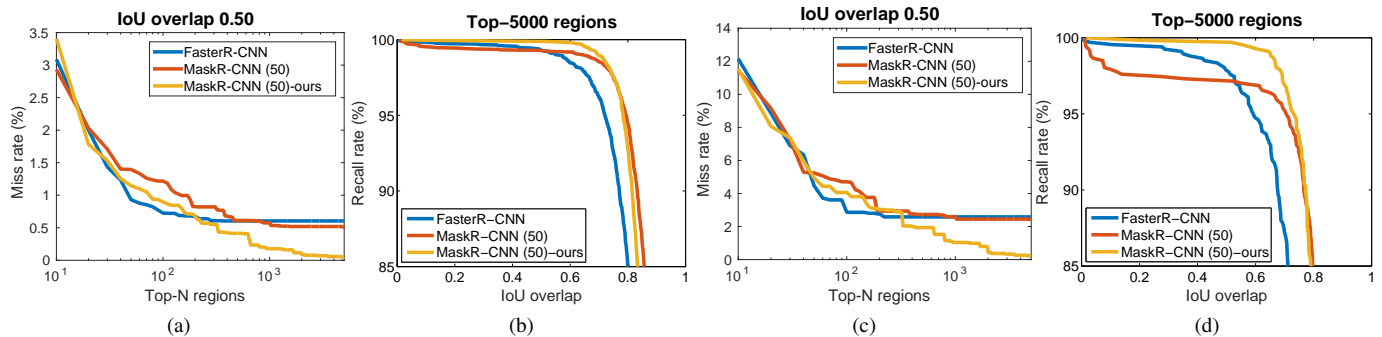 IoU overlap 0.50
Miss rate (%)
3.5
3
2.5
2
1.5
1
0.5
0
FasterR-CNN
MaskR-CNN (50)
MaskR-CNN (50)-ours
10^1
10^2
10^3
Top-N regions
(a)
Top−5000 regions
Recall rate (%)
100
95
90
85
FasterR−CNN
MaskR−CNN (50)
MaskR−CNN (50)−ours
0
0.2
0.4
0.6
0.8
1
IoU overlap
(b)
IoU overlap 0.50
Miss rate (%)
14
12
10
8
6
4
2
0
FasterR-CNN
MaskR-CNN (50)
MaskR-CNN (50)-ours
10^1
10^2
10^3
Top-N regions
(c)
Top−5000 regions
Recall rate (%)
100
95
90
85
FasterR−CNN
MaskR−CNN (50)
MaskR−CNN (50)−ours
0
0.2
0.4
0.6
0.8
1
IoU overlap
(d)